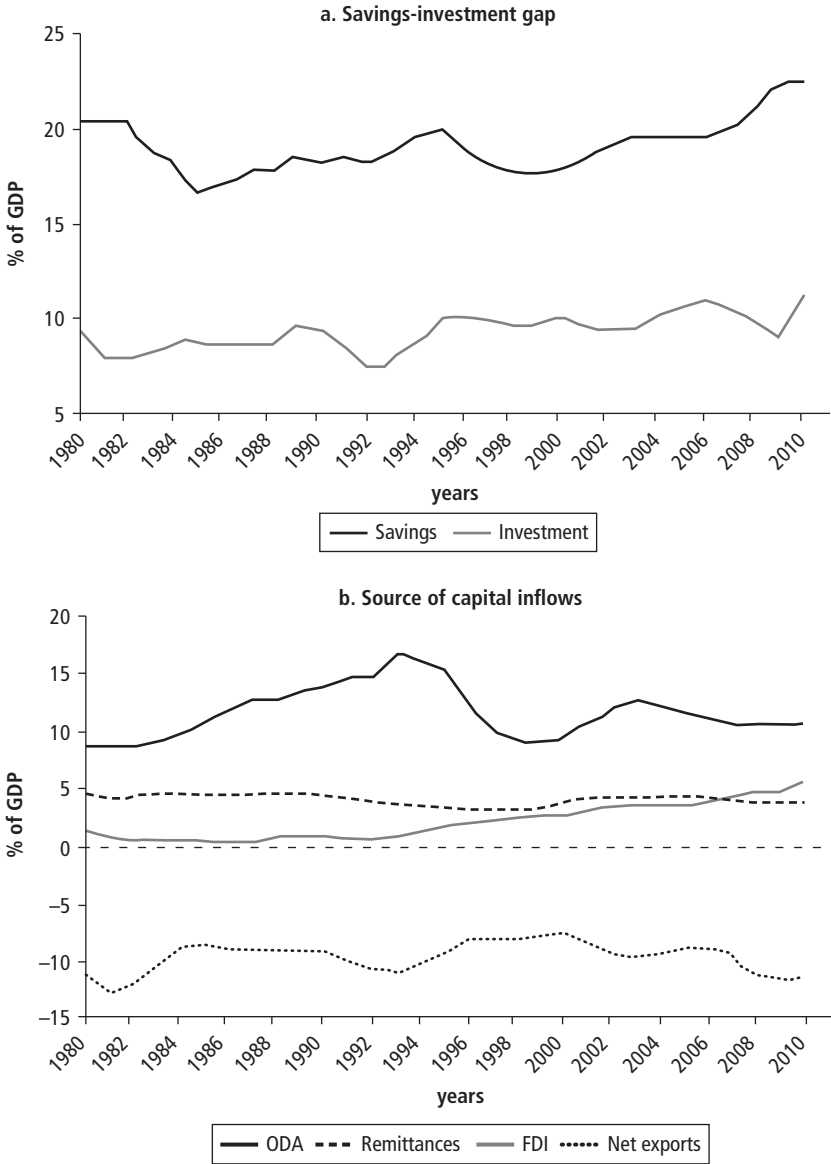 a. Savings-investment gap
25
20
15
10
5
% of GDP
1980 1982 1984 1986 1988 1990 1992 1994 1996 1998 2000 2002 2004 2006 2008 2010
years
Savings Investment
b. Source of capital inflows
20
15
10
5
0
–5
–10
–15
% of GDP
1980 1982 1984 1986 1988 1990 1992 1994 1996 1998 2000 2002 2004 2006 2008 2010
years
ODA Remittances FDI Net exports